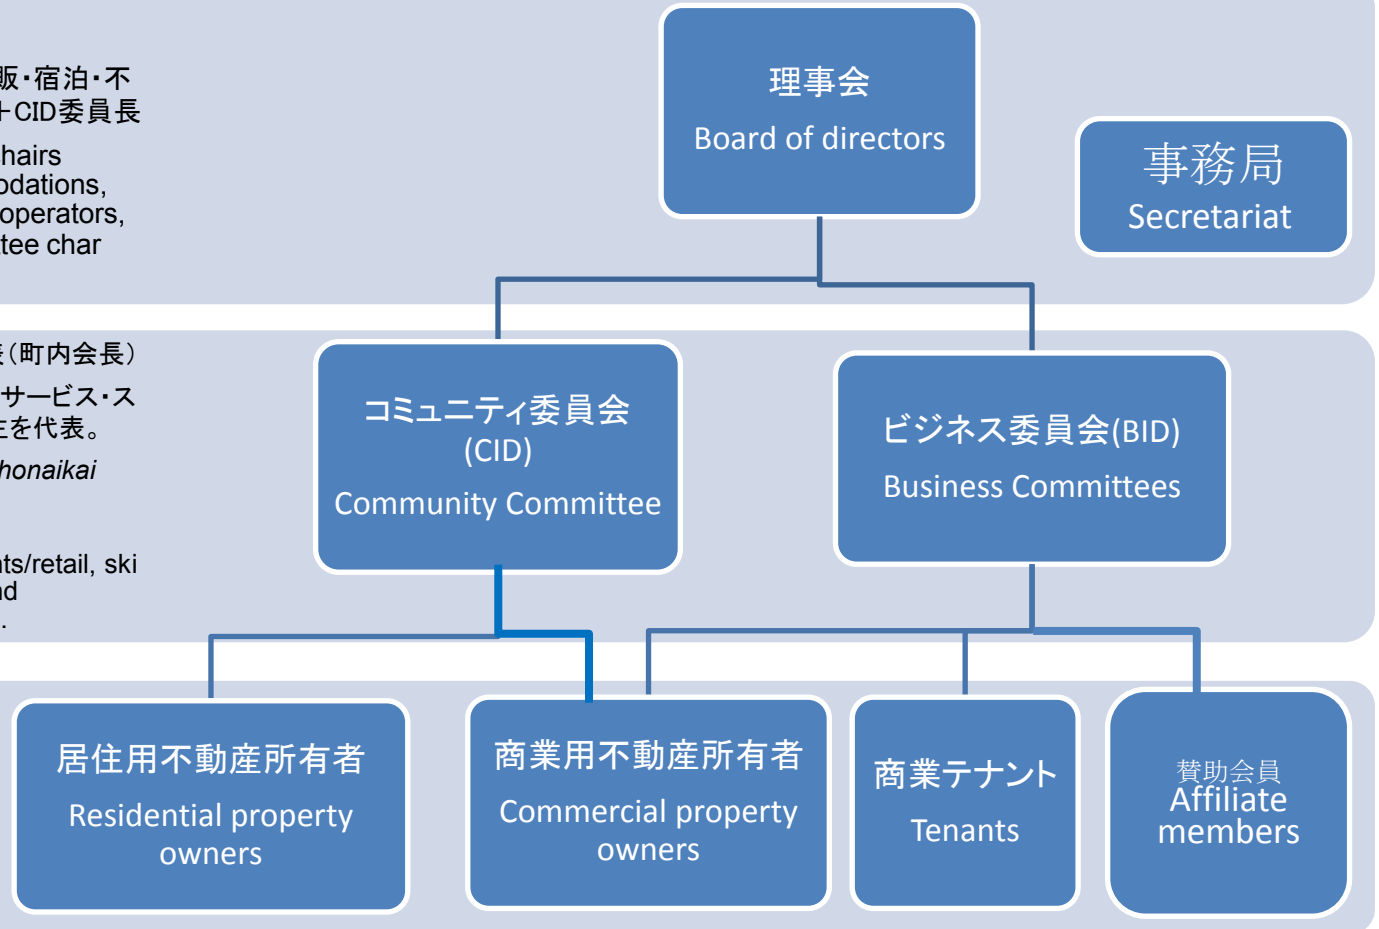 販・宿泊・不
＋CID委員長
hairs
odations,
operators,
tee char
理事会
Board of directors
事務局
Secretariat
表（町内会長）
サービス・ス
主を代表。
honaikai
nts/retail, ski
nd
.
コミュニティ委員会
(CID)
Community Committee
ビジネス委員会(BID)
Business Committees
居住用不動産所有者
Residential property
owners
商業用不動産所有者
Commercial property
owners
商業テナント
Tenants
賛助会員
Affiliate
members